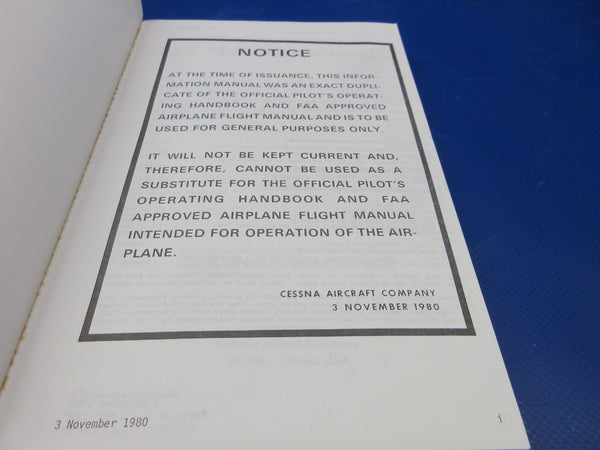 NOTICE
AT THE TIME OF ISSUANCE, THIS INFOR-
MATION MANUAL WAS AN EXACT DUPLI-
CATE OF THE OFFICIAL PILOT'S OPERAT-
ING HANDBOOK AND FAA APPROVED
AIRPLANE FLIGHT MANUAL AND IS TO BE
USED FOR GENERAL PURPOSES ONLY.
IT WILL NOT BE KEPT CURRENT AND,
THEREFORE, CANNOT BE USED AS A
SUBSTITUTE FOR THE OFFICIAL PILOT'S
OPERATING HANDBOOK AND FAA
APPROVED AIRPLANE FLIGHT MANUAL
INTENDED FOR OPERATION OF THE AIR-
PLANE.
CESSNA AIRCRAFT COMPANY
3 NOVEMBER 1980
3 November 1980
i